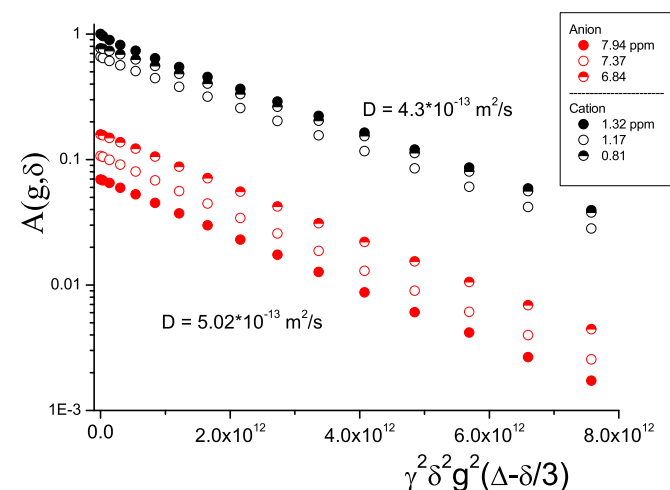 Anion
7.94 ppm
7.37
6.84
Cation
1.32 ppm
1.17
0.81
D = 4.3*10⁻¹³ m²/s
D = 5.02*10⁻¹³ m²/s
A(g,δ)
1
0.1
0.01
1E-3
0.0
2.0x10¹²
4.0x10¹²
6.0x10¹²
8.0x10¹²
γ²δ²g²(Δ-δ/3)